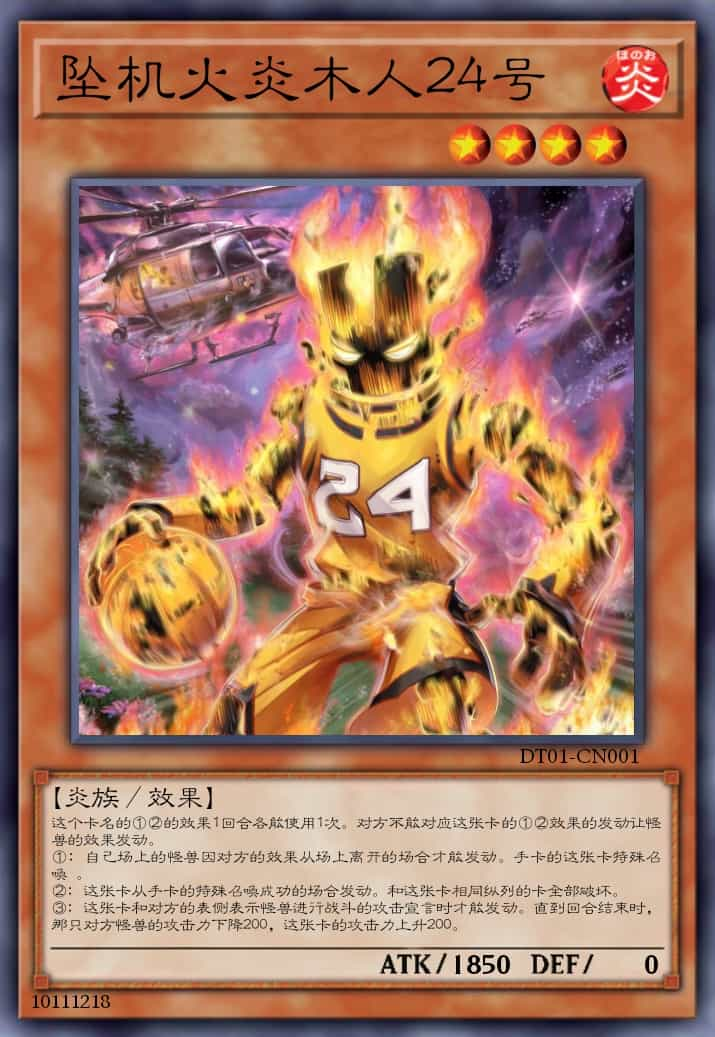 坠机火炎木人24号
ほのお
炎
24
DT01-CN001
【炎族／效果】
这个卡名的①②的效果1回合各能使用1次。对方不能对应这张卡的①②效果的发动让怪
兽的效果发动。
①：自己场上的怪兽因对方的效果从场上离开的场合才能发动。手卡的这张卡特殊召
唤 。
②：这张卡从手卡的特殊召唤成功的场合发动。和这张卡相同纵列的卡全部破坏。
③：这张卡和对方的表侧表示怪兽进行战斗的攻击宣言时才能发动。直到回合结束时，
那只对方怪兽的攻击力下降200，这张卡的攻击力上升200。
ATK/1850 DEF/ 0
10111218